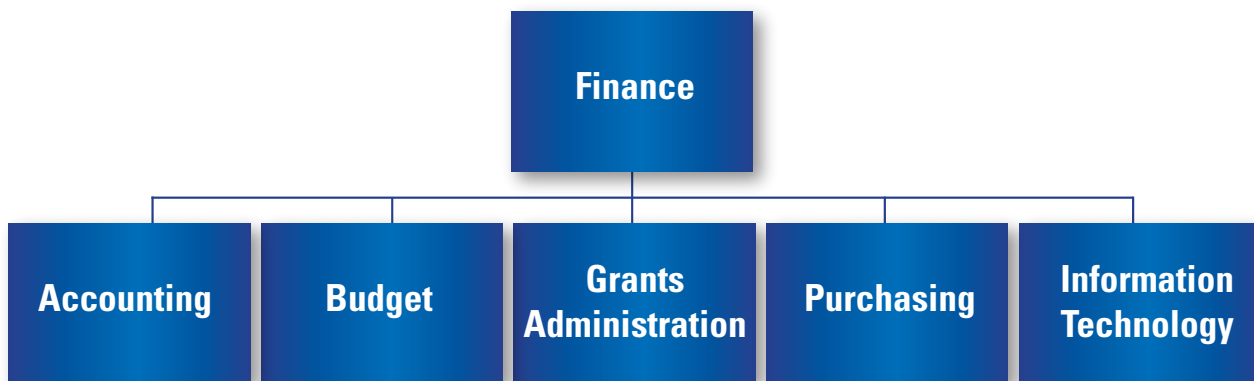 Finance
Accounting
Budget
Grants
Administration
Purchasing
Information
Technology